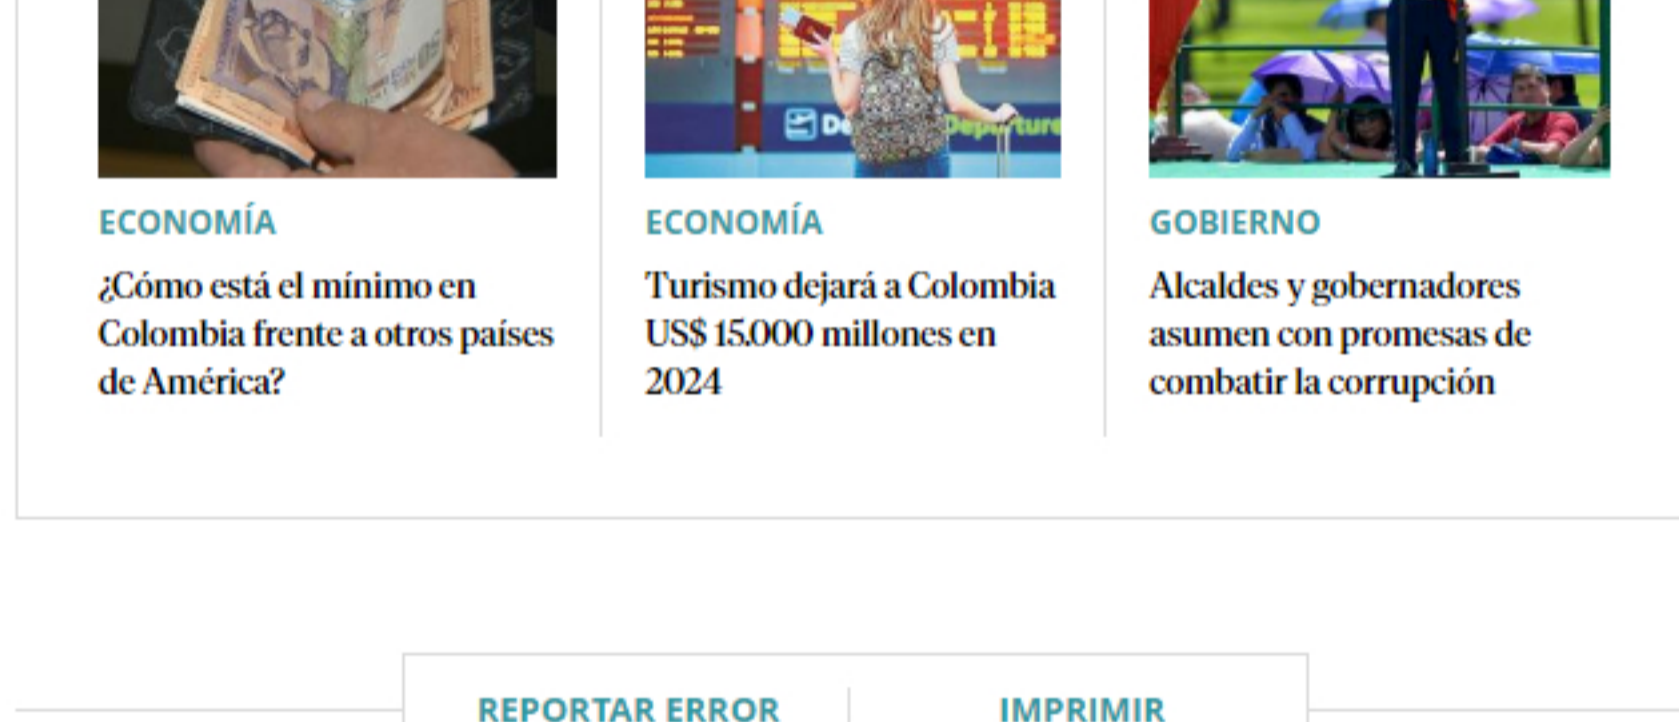 Departure
ECONOMÍA
¿Cómo está el mínimo en
Colombia frente a otros países
de América?
ECONOMÍA
Turismo dejará a Colombia
US$ 15.000 millones en
2024
GOBIERNO
Alcaldes y gobernadores
asumen con promesas de
combatir la corrupción
REPORTAR ERROR
IMPRIMIR